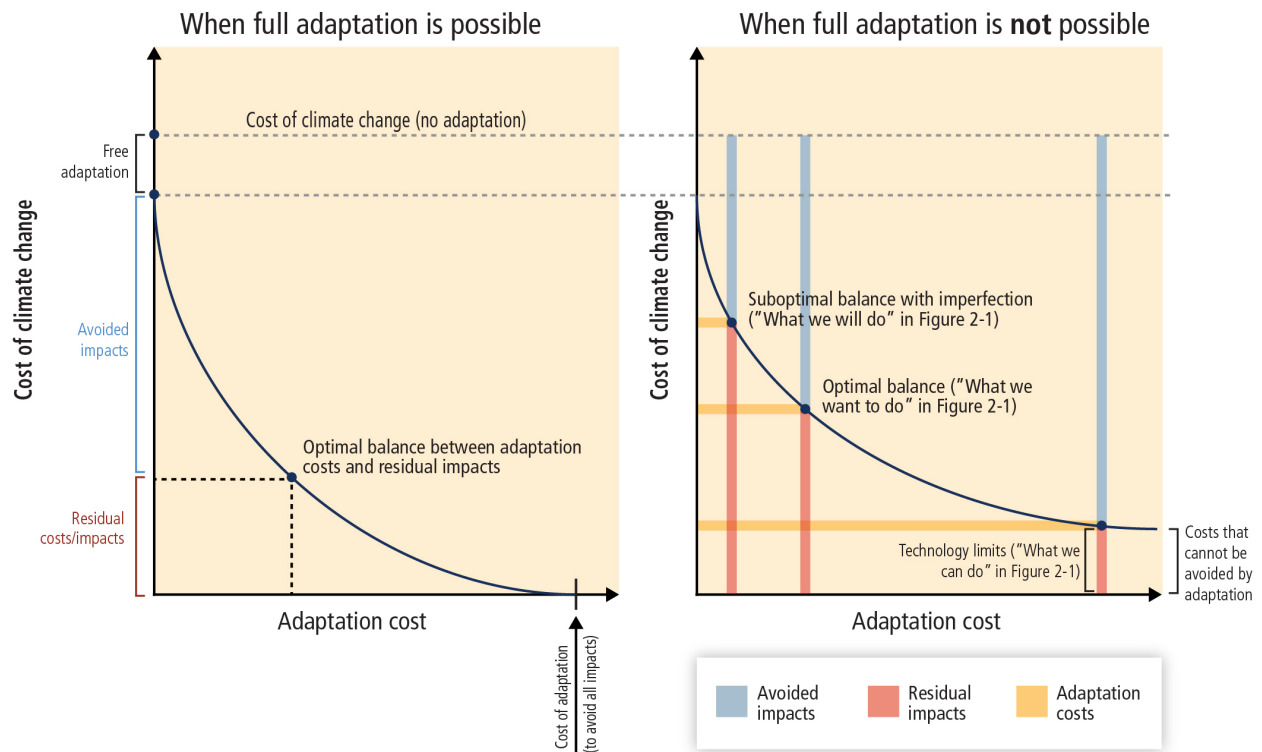 When full adaptation is possible
When full adaptation is not possible
Cost of climate change (no adaptation)
Free
adaptation
Cost of climate change
Avoided
impacts
Optimal balance between adaptation
costs and residual impacts
Residual
costs/impacts
Adaptation cost
Cost of adaptation
(to avoid all impacts)
Cost of climate change
Suboptimal balance with imperfection
(”What we will do” in Figure 2-1)
Optimal balance (”What we
want to do” in Figure 2-1)
Technology limits (”What we
can do” in Figure 2-1)
Costs that
cannot be
avoided by
adaptation
Adaptation cost
Avoided
impacts
Residual
impacts
Adaptation
costs